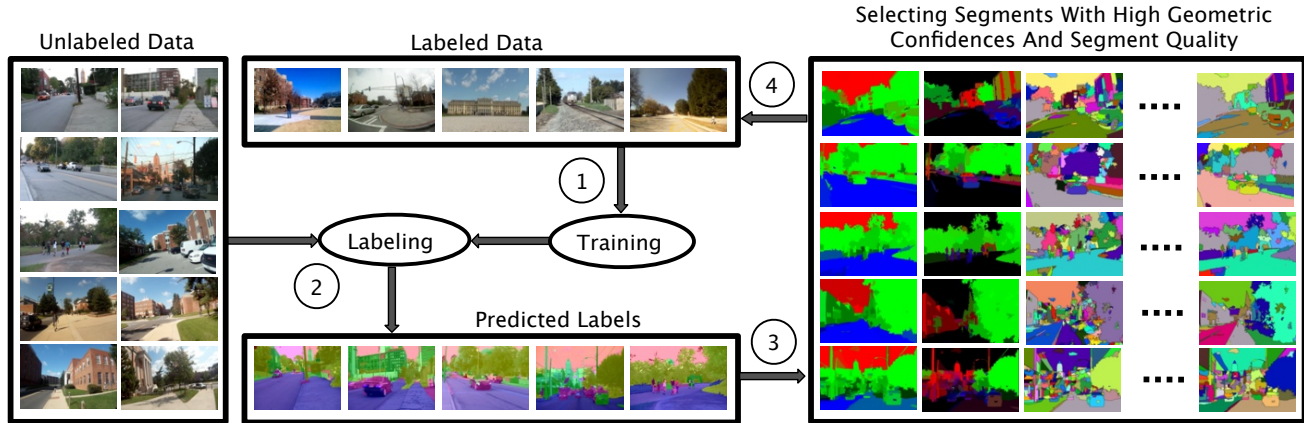 Unlabeled Data
Labeled Data
Selecting Segments With High Geometric
Confidences And Segment Quality
4
1
Labeling
Training
2
Predicted Labels
3